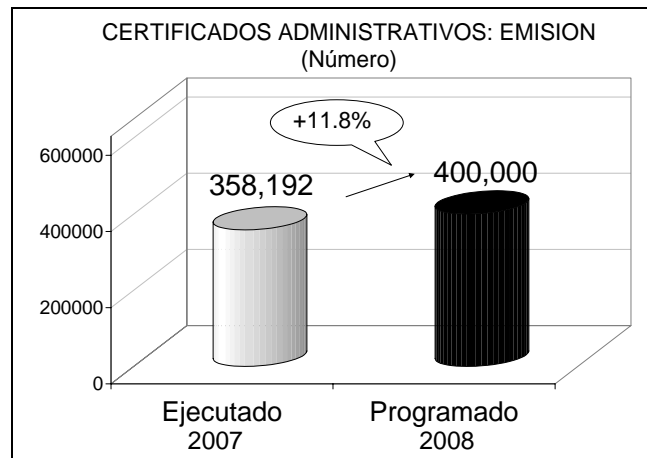 CERTIFICADOS ADMINISTRATIVOS: EMISION
(Número)
+11.8%
600000
358,192
400,000
400000
200000
0
Ejecutado
2007
Programado
2008